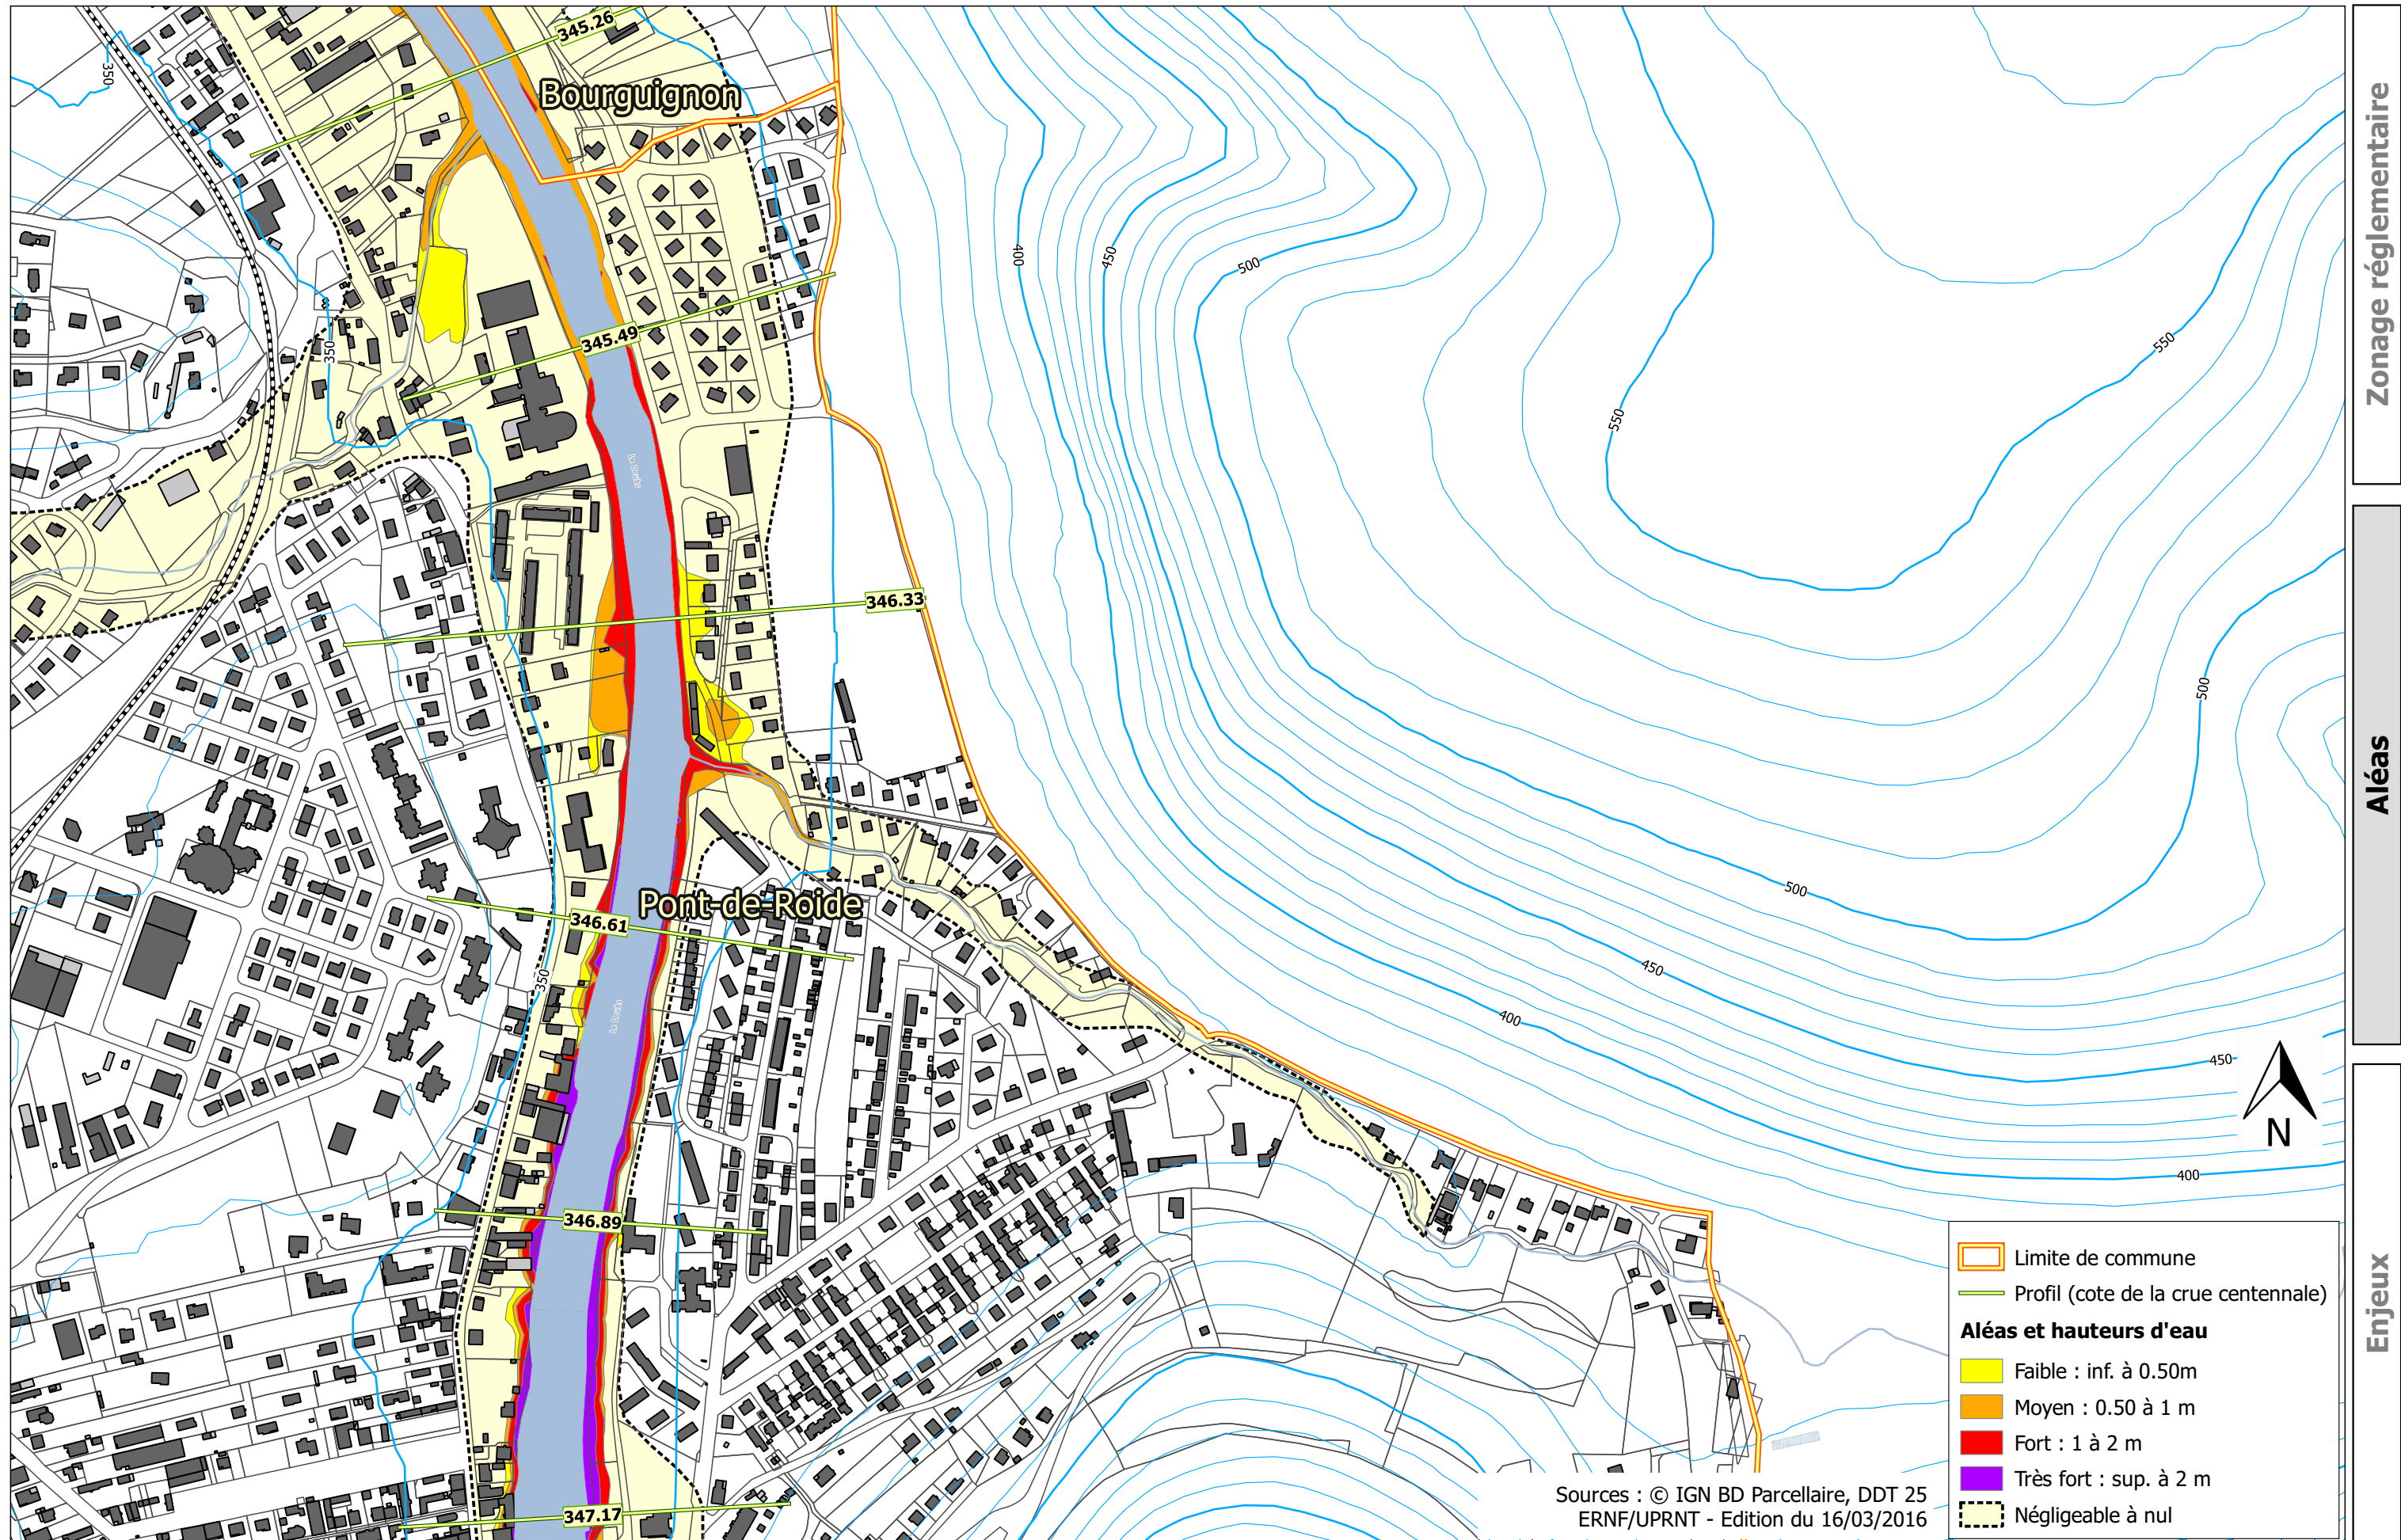 345.26
Bourguignon
350
400
450
500
345.49
350
550
550
Le Doubs
346.33
500
500
Pont-de-Roide
346.61
450
350
400
Le Doubs
450
400
346.89
347.17
N
Limite de commune
Profil (cote de la crue centennale)
Aléas et hauteurs d'eau
Faible : inf. à 0.50m
Moyen : 0.50 à 1 m
Fort : 1 à 2 m
Très fort : sup. à 2 m
Négligeable à nul
Sources : © IGN BD Parcellaire, DDT 25
ERNF/UPRNT - Edition du 16/03/2016
Zonage réglementaire
Aléas
Enjeux